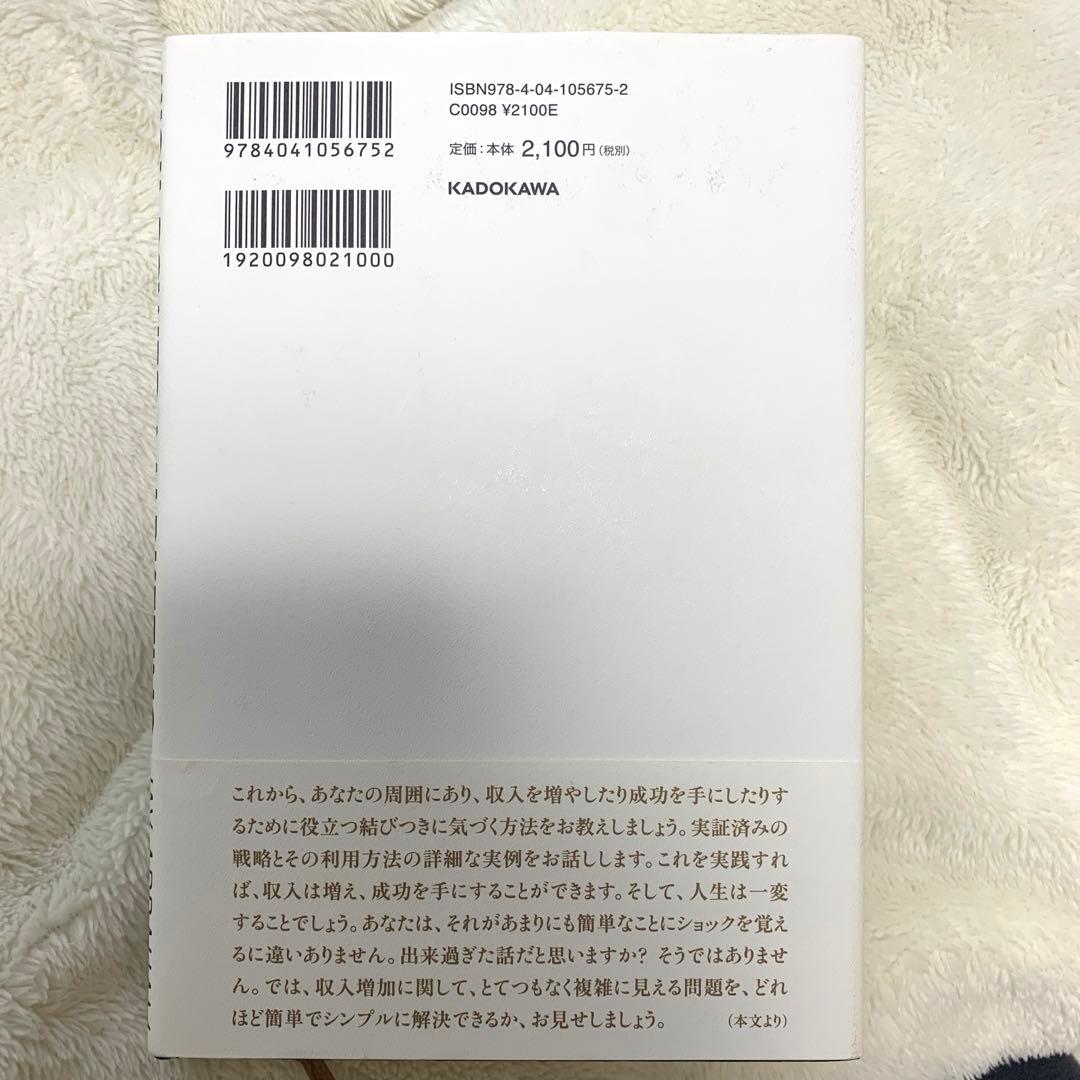 ISBN978-4-04-105675-2
C0098 ¥2100E
9784041056752
定価：本体 2,100円（税別）
KADOKAWA
1920098021000
これから、あなたの周囲にあり、収入を増やしたり成功を手にしたりす
るために役立つ結びつきに気づく方法をお教えしましょう。実証済みの
戦略とその利用方法の詳細な実例をお話しします。これを実践すれ
ば、収入は増え、成功を手にすることができます。そして、人生は一変
することでしょう。あなたは、それがあまりにも簡単なことにショックを覚え
るに違いありません。出来過ぎた話だと思いますか？ そうではありませ
ん。では、収入増加に関して、とてつもなく複雑に見える問題を、どれ
ほど簡単でシンプルに解決できるか、お見せしましょう。 （本文より）